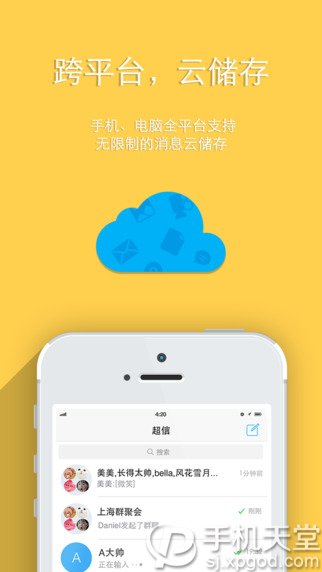 跨平台，云储存
手机、电脑全平台支持
无限制的消息云储存
4:20
超信
搜索
美美,长得太帅,bella,风花雪月...
1分钟前
美美:[微笑]
上海群聚会
刚刚
Daniel发起了群聊
A
A大帅
正在输入
手机天堂
sj.xpgod.com